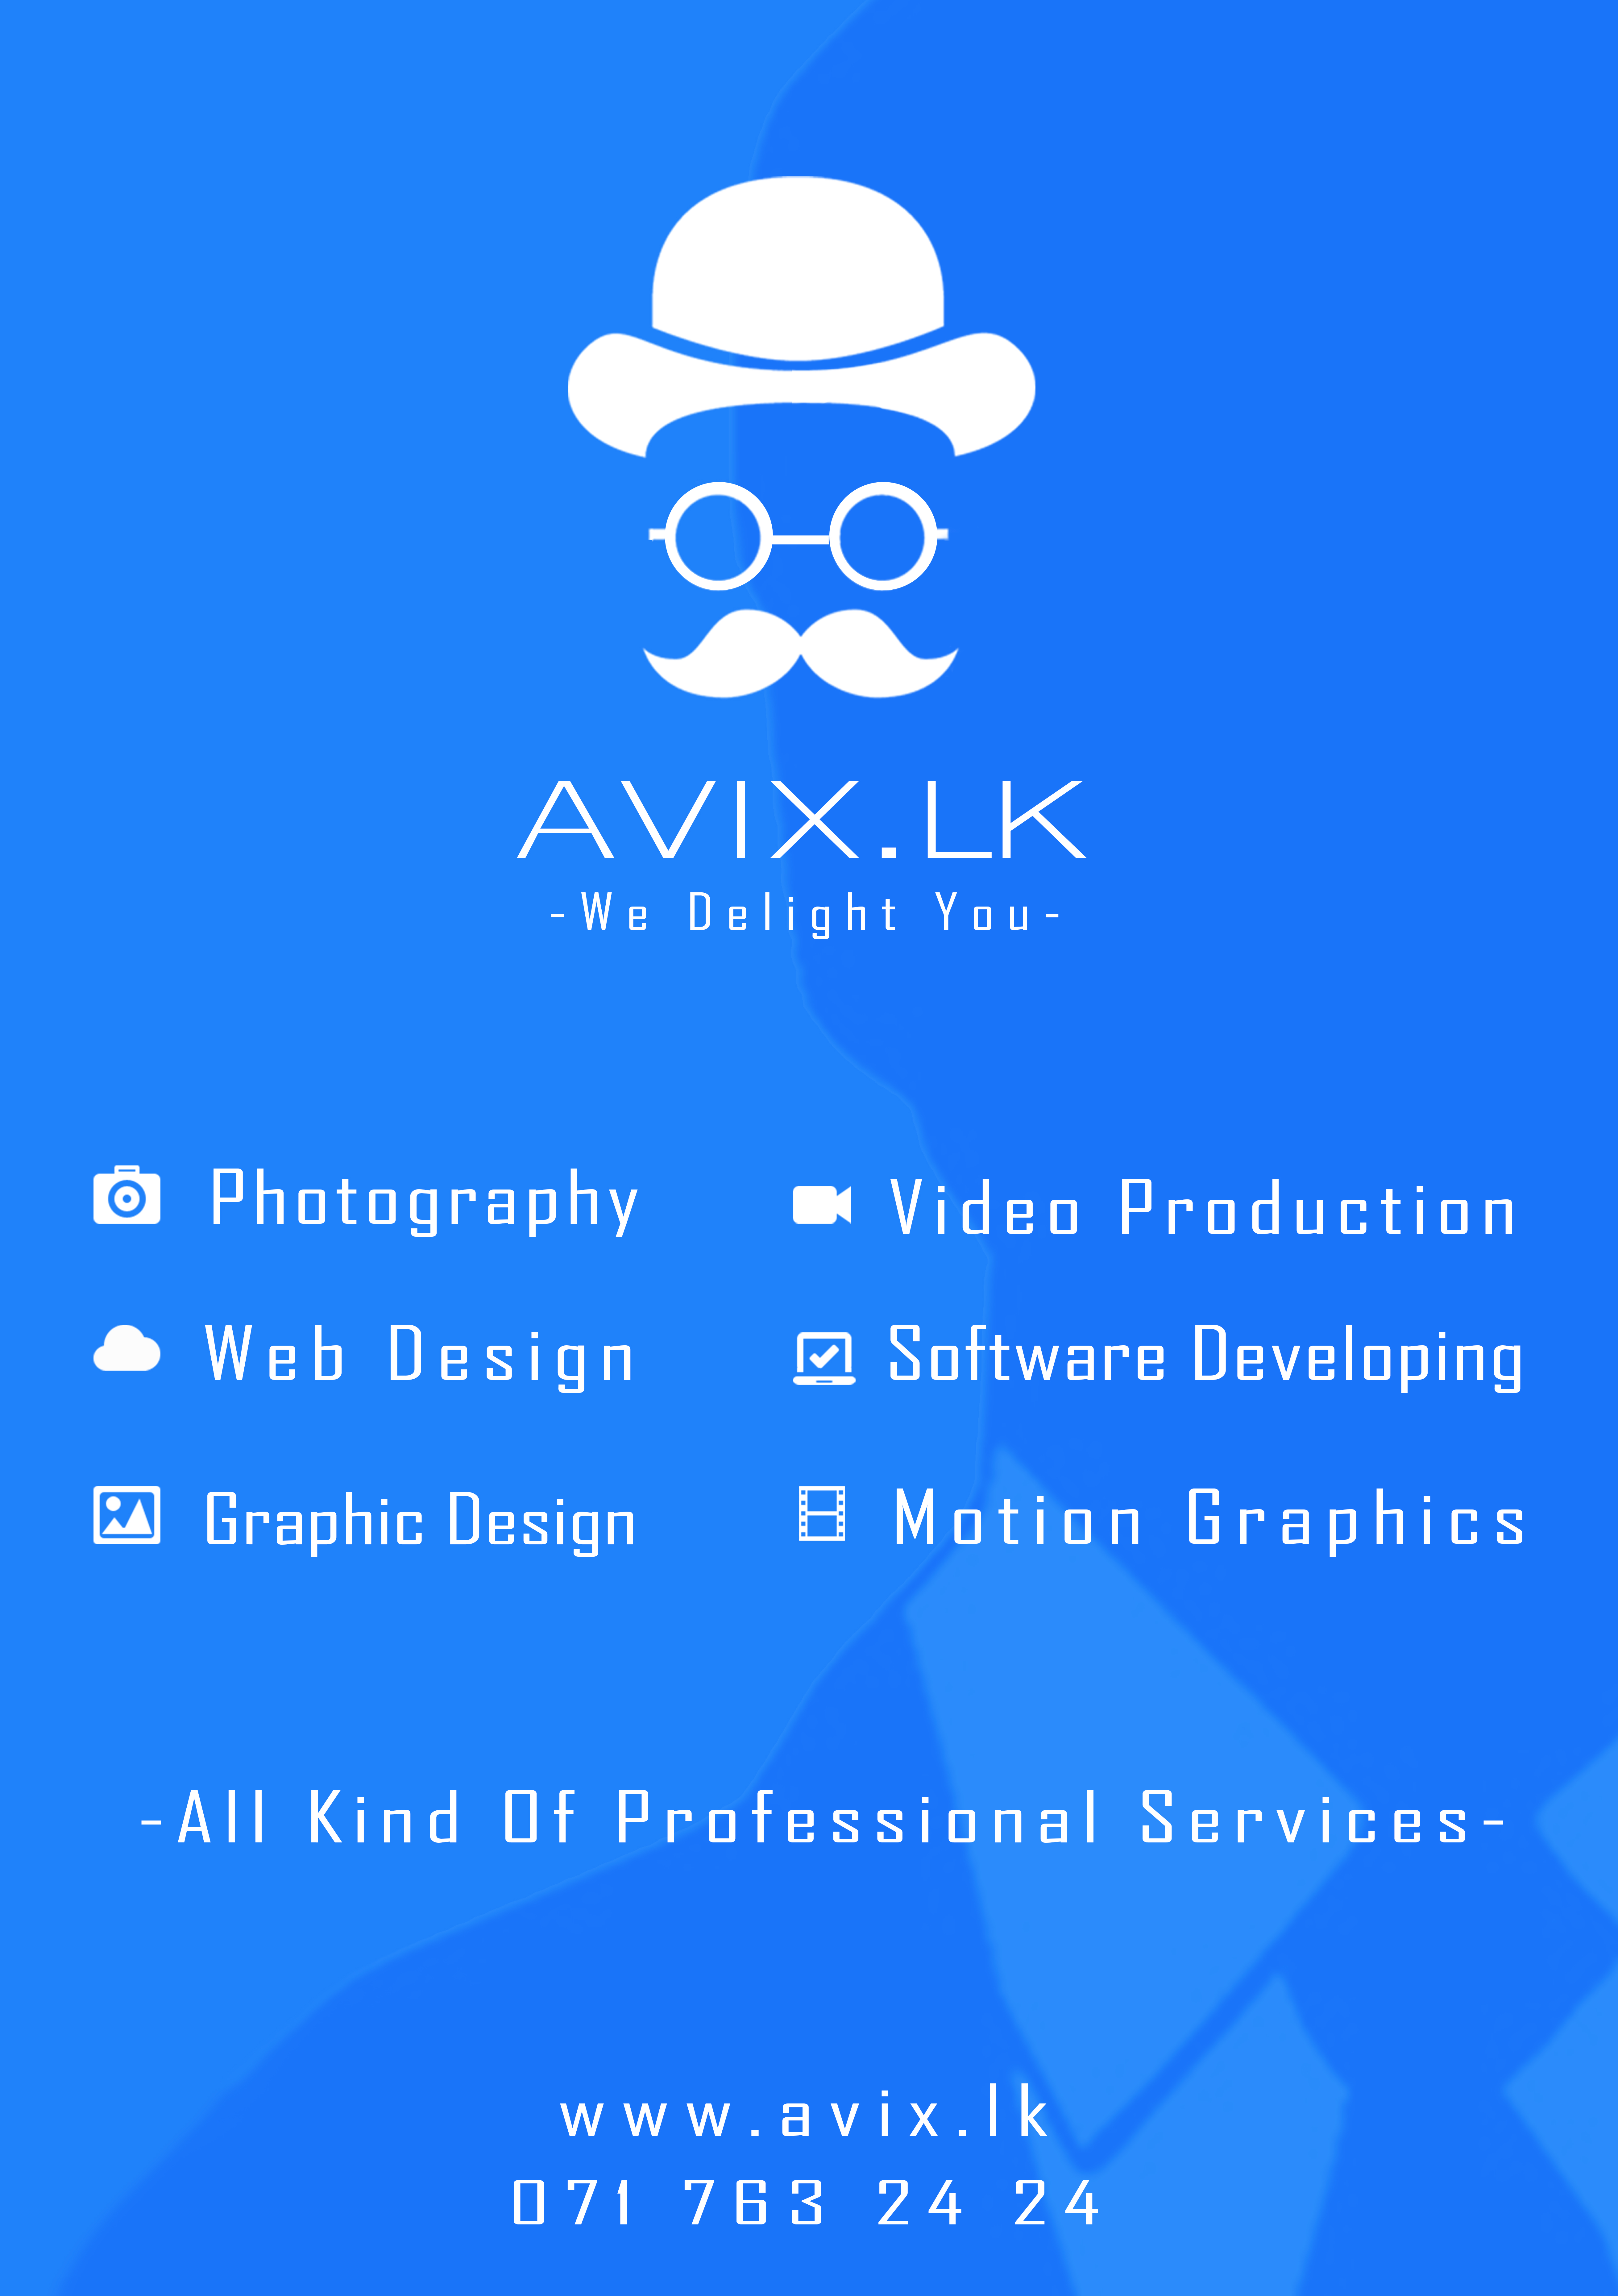 AVIX.LK
-We Delight You-
Photography
Video Production
Web Design
Software Developing
Graphic Design
Motion Graphics
-All Kind Of Professional Services-
www.avix.lk
071 763 24 24